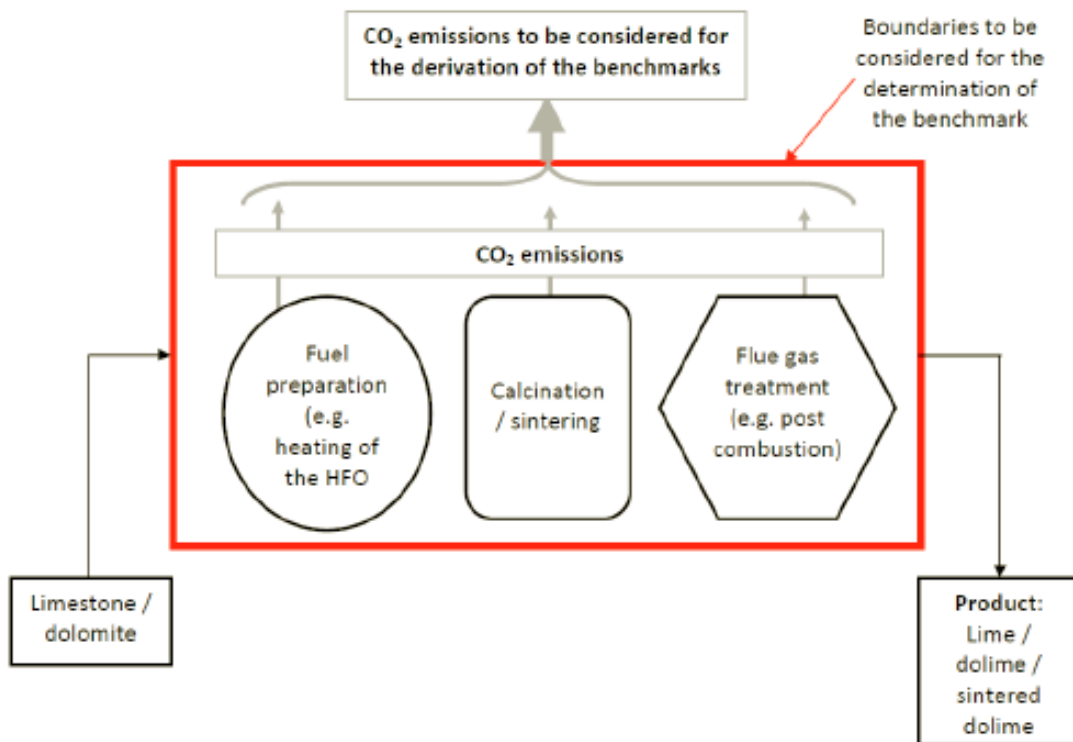 CO₂ emissions to be considered for
the derivation of the benchmarks
Boundaries to be
considered for the
determination of
the benchmark
CO₂ emissions
Fuel
preparation
(e.g.
heating of
the HFO
Calcination
/ sintering
Flue gas
treatment
(e.g. post
combustion)
Limestone /
dolomite
Product:
Lime /
dolime /
sintered
dolime